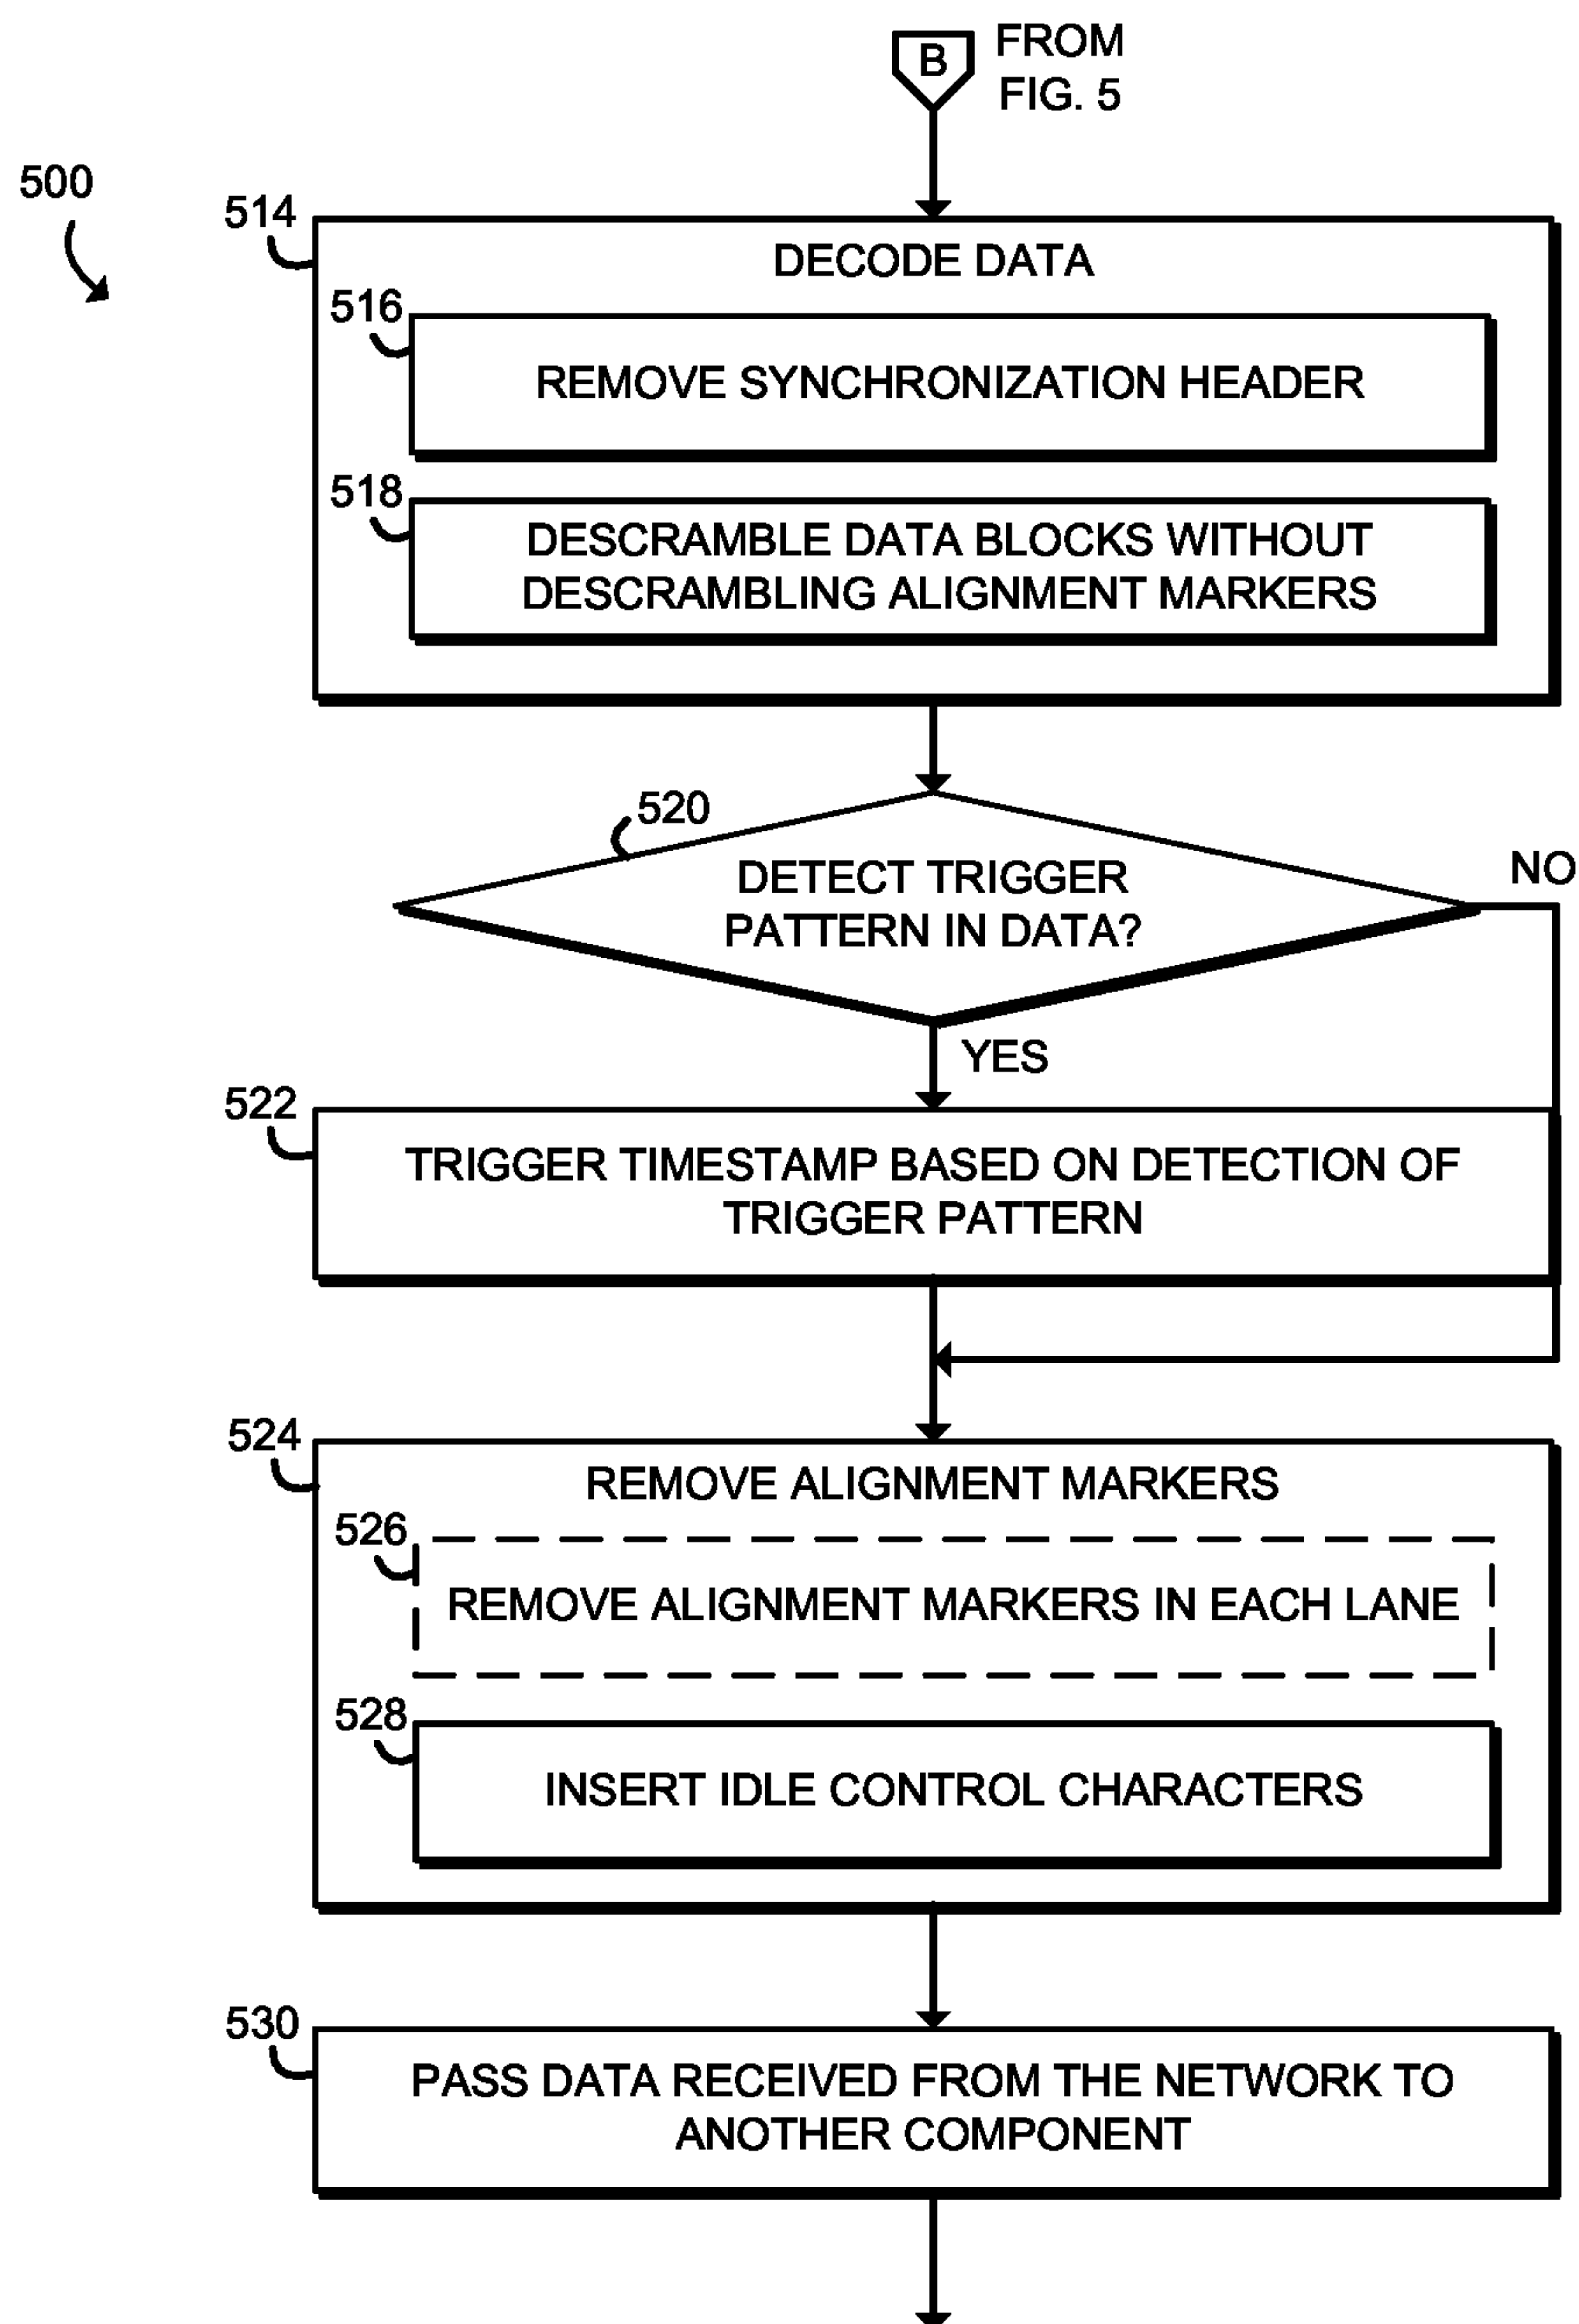 B
FROM
FIG. 5
500
514
DECODE DATA
516
REMOVE SYNCHRONIZATION HEADER
518
DESCRAMBLE DATA BLOCKS WITHOUT
DESCRAMBLING ALIGNMENT MARKERS
520
DETECT TRIGGER
PATTERN IN DATA?
NO
YES
522
TRIGGER TIMESTAMP BASED ON DETECTION OF
TRIGGER PATTERN
524
REMOVE ALIGNMENT MARKERS
526
REMOVE ALIGNMENT MARKERS IN EACH LANE
528
INSERT IDLE CONTROL CHARACTERS
530
PASS DATA RECEIVED FROM THE NETWORK TO
ANOTHER COMPONENT